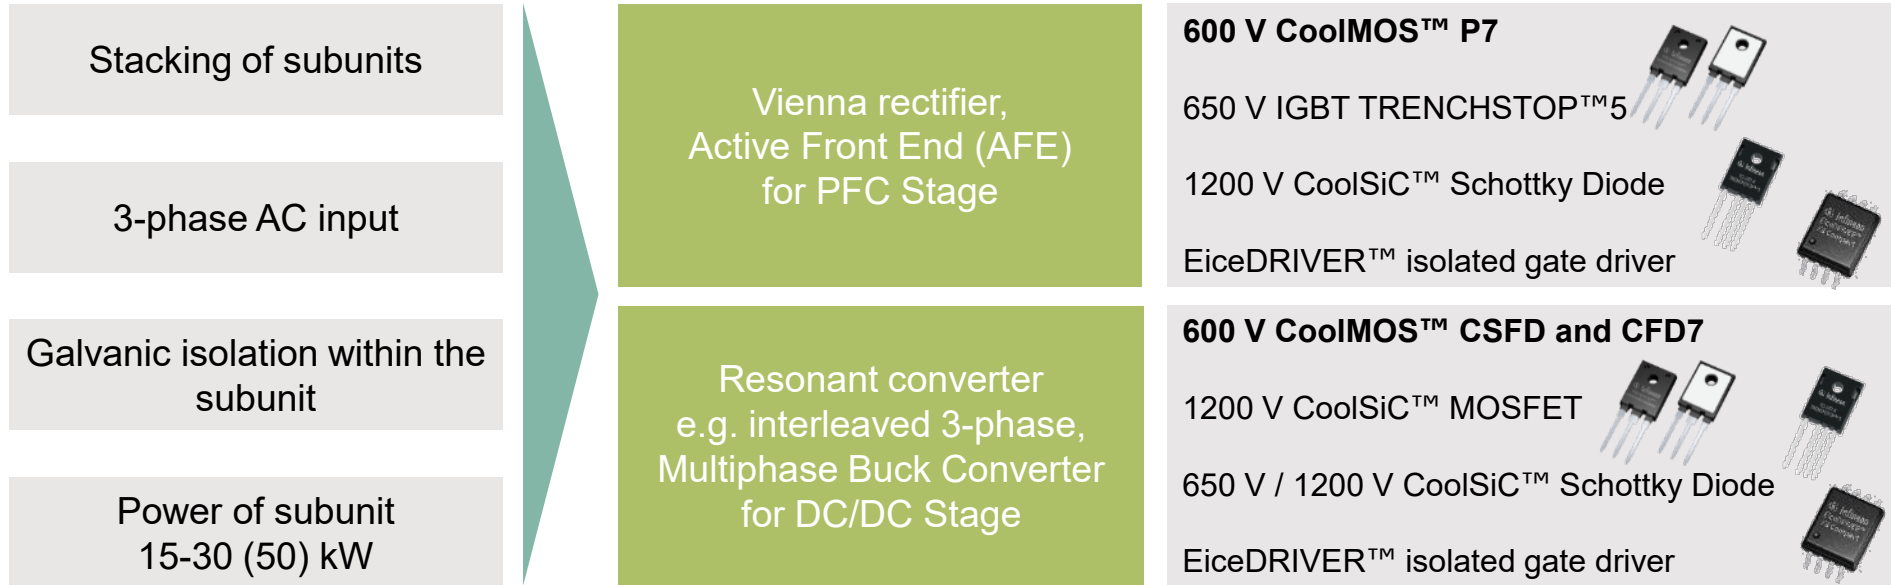 Stacking of subunits
3-phase AC input
Galvanic isolation within the
subunit
Power of subunit
15-30 (50) kW
Vienna rectifier,
Active Front End (AFE)
for PFC Stage
Resonant converter
e.g. interleaved 3-phase,
Multiphase Buck Converter
for DC/DC Stage
600 V CoolMOS™ P7
650 V IGBT TRENCHSTOP™5
1200 V CoolSiC™ Schottky Diode
EiceDRIVER™ isolated gate driver
600 V CoolMOS™ CSFD and CFD7
1200 V CoolSiC™ MOSFET
650 V / 1200 V CoolSiC™ Schottky Diode
EiceDRIVER™ isolated gate driver